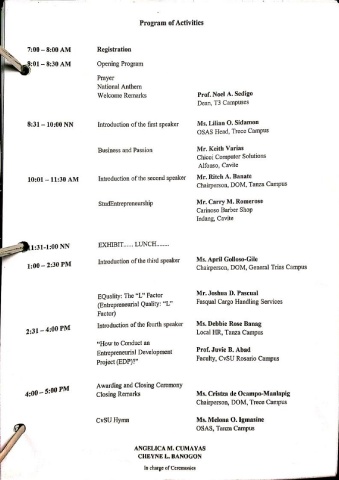 Program of Activities
7:00 – 8:00 AM Registration
8:01 – 8:30 AM Opening Program
Prayer
National Anthem
Welcome Remarks Prof. Noel A. Sedigo
Dean, T3 Campuses
8:31 – 10:00 NN Introduction of the first speaker Ms. Lilian O. Sidamon
OSAS Head, Trece Campus
Business and Passion Mr. Keith Varias
Chicoi Computer Solutions
Alfonso, Cavite
10:01 – 11:30 AM Introduction of the second speaker Mr. Ritch A. Banate
Chairperson, DOM, Tanza Campus
StudEntrepreneurship Mr. Carry M. Romeroso
Carinoso Barber Shop
Indang, Cavite
11:31-1:00 NN EXHIBIT...... LUNCH........
1:00 – 2:30 PM Introduction of the third speaker Ms. April Golloso-Gile
Chairperson, DOM, General Trias Campus
EQuality: The "L" Factor Mr. Joshua D. Pascual
(Entrepreneurial Quality: "L" Pasqual Cargo Handling Services
Factor)
2:31 – 4:00 PM Introduction of the fourth speaker Ms. Debbie Rose Banag
Local HR, Tanza Campus
"How to Conduct an
Entrepreneurial Development Prof. Juvie B. Abad
Project (EDP)?" Faculty, CvSU Rosario Campus
Awarding and Closing Ceremony
4:00 – 5:00 PM Closing Remarks Ms. Cristza de Ocampo-Manlapig
Chairperson, DOM, Trece Campus
CvSU Hymn Ms. Melona O. Igmasine
OSAS, Tanza Campus
ANGELICA M. CUMAYAS
CHEYNE L. BANOGON
In charge of Ceremonies